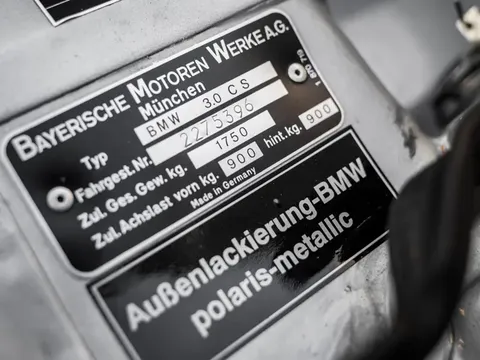 BAYERISCHE MOTOREN WERKE A.G.
München
Typ BMW 3.0 CS
Fahrgest. Nr. 2275396
Zul. Ges. Gew. kg. 1750
Zul. Achslast vorn kg. 900 hint. kg. 900
Made in Germany
Außenlackierung-BMW
polaris-metallic